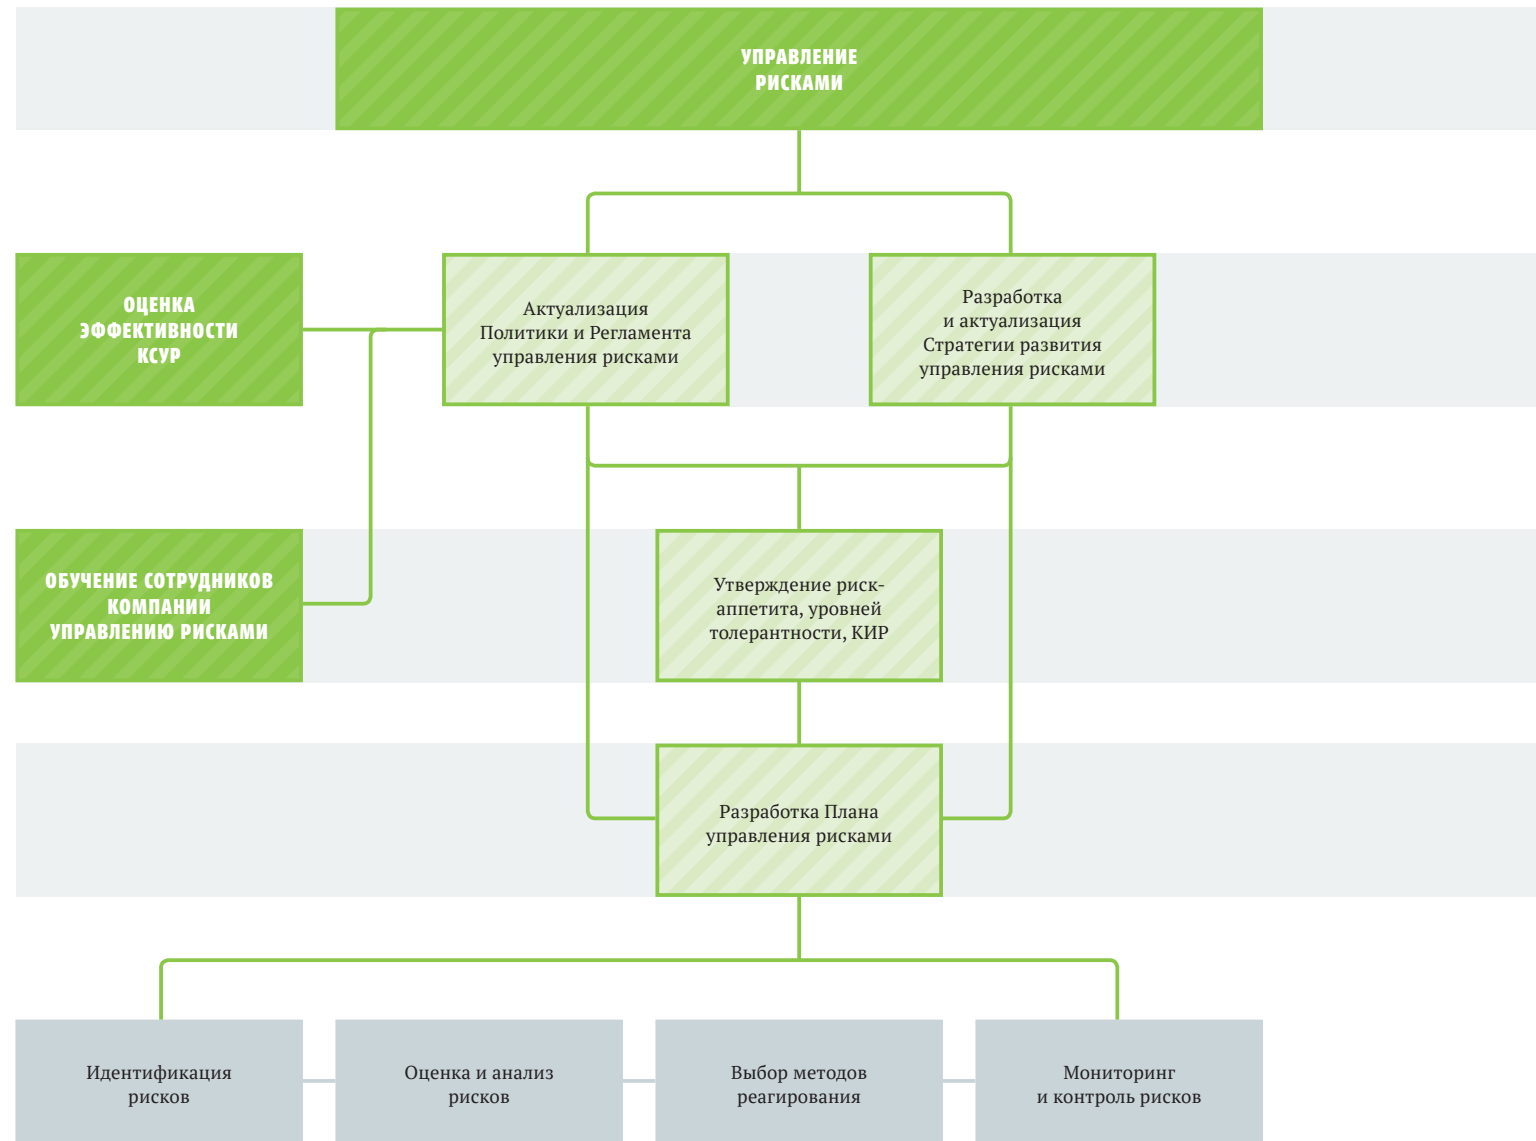 УПРАВЛЕНИЕ
РИСКАМИ
ОЦЕНКА
ЭФФЕКТИВНОСТИ
КСУР
Актуализация
Политики и Регламента
управления рисками
Разработка
и актуализация
Стратегии развития
управления рисками
ОБУЧЕНИЕ СОТРУДНИКОВ
КОМПАНИИ
УПРАВЛЕНИЮ РИСКАМИ
Утверждение риск-
аппетита, уровней
толерантности, КИР
Разработка Плана
управления рисками
Идентификация
рисков
Оценка и анализ
рисков
Выбор методов
реагирования
Мониторинг
и контроль рисков